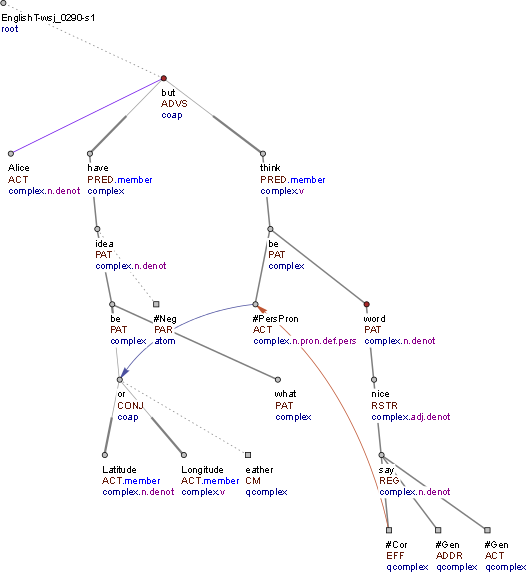 EnglishT-wsj_0290-s1
root
but
ADVS
coap
Alice
ACT
complex.n.denot
have
PRED.member
complex
think
PRED.member
complex.v
idea
PAT
complex.n.denot
be
PAT
complex
be
PAT
complex
#Neg
PAR
atom
#PersPron
ACT
complex.n.pron.def.pers
word
PAT
complex.n.denot
or
CONJ
coap
what
PAT
complex
nice
RSTR
complex.adj.denot
Latitude
ACT.member
complex.n.denot
Longitude
ACT.member
complex.v
eather
CM
qcomplex
say
REG
complex.n.denot
#Cor
EFF
qcomplex
#Gen
ADDR
qcomplex
#Gen
ACT
qcomplex